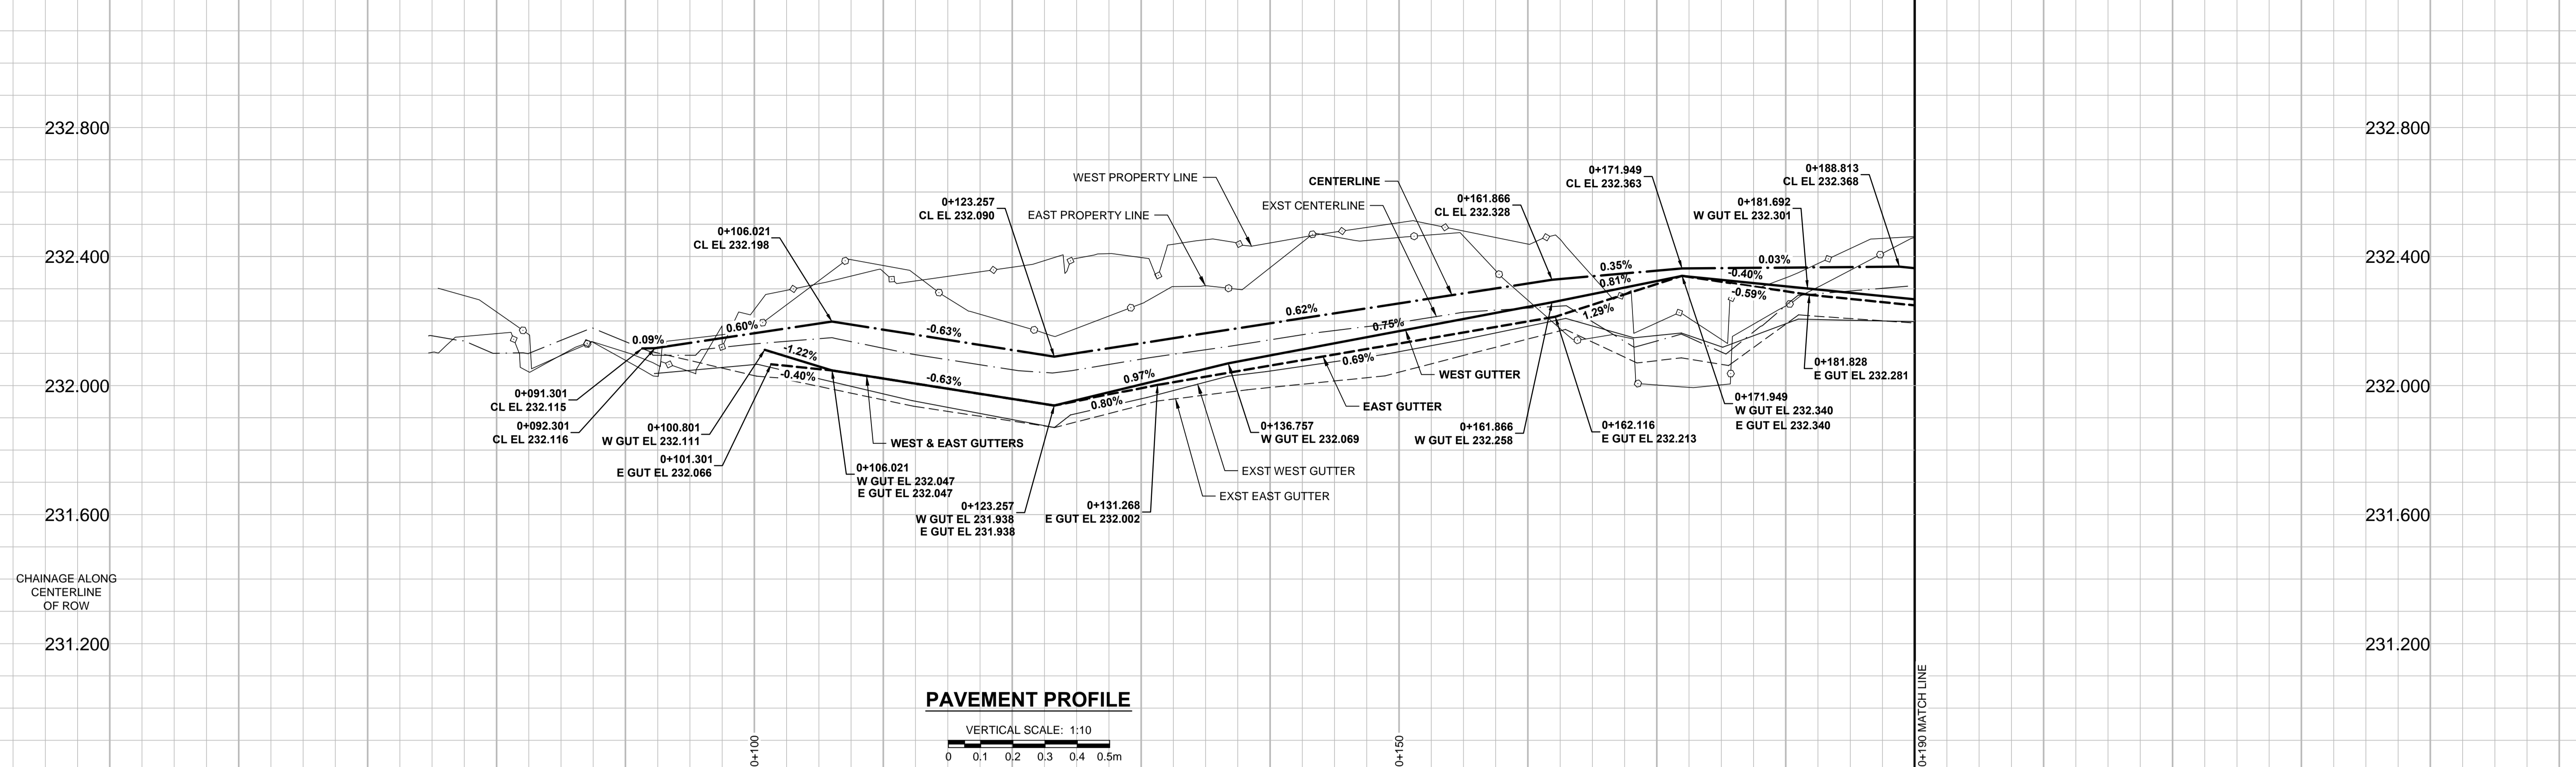 232.800
232.800
0+171.949
CL EL 232.363
0+188.813
CL EL 232.368
WEST PROPERTY LINE
CENTERLINE
0+123.257
CL EL 232.090
0+161.866
CL EL 232.328
0+181.692
W GUT EL 232.301
EAST PROPERTY LINE
EXST CENTERLINE
0+106.021
CL EL 232.198
232.400
232.400
0.35%
0.03%
-0.40%
0.81%
-0.59%
0.09%
0.60%
-0.63%
0.62%
0.75%
1.29%
-1.22%
-0.40%
-0.63%
0.97%
0.69%
0.80%
232.000
232.000
0+181.828
E GUT EL 232.281
WEST GUTTER
0+091.301
CL EL 232.115
EAST GUTTER
0+171.949
W GUT EL 232.340
E GUT EL 232.340
0+092.301
CL EL 232.116
0+100.801
W GUT EL 232.111
WEST & EAST GUTTERS
0+136.757
W GUT EL 232.069
0+161.866
W GUT EL 232.258
0+162.116
E GUT EL 232.213
0+101.301
E GUT EL 232.066
0+106.021
W GUT EL 232.047
E GUT EL 232.047
EXST WEST GUTTER
EXST EAST GUTTER
0+123.257
W GUT EL 231.938
E GUT EL 231.938
0+131.268
E GUT EL 232.002
231.600
231.600
CHAINAGE ALONG
CENTERLINE
OF ROW
231.200
231.200
PAVEMENT PROFILE
VERTICAL SCALE: 1:10
0 0.1 0.2 0.3 0.4 0.5m
0+100
0+150
0+190 MATCH LINE